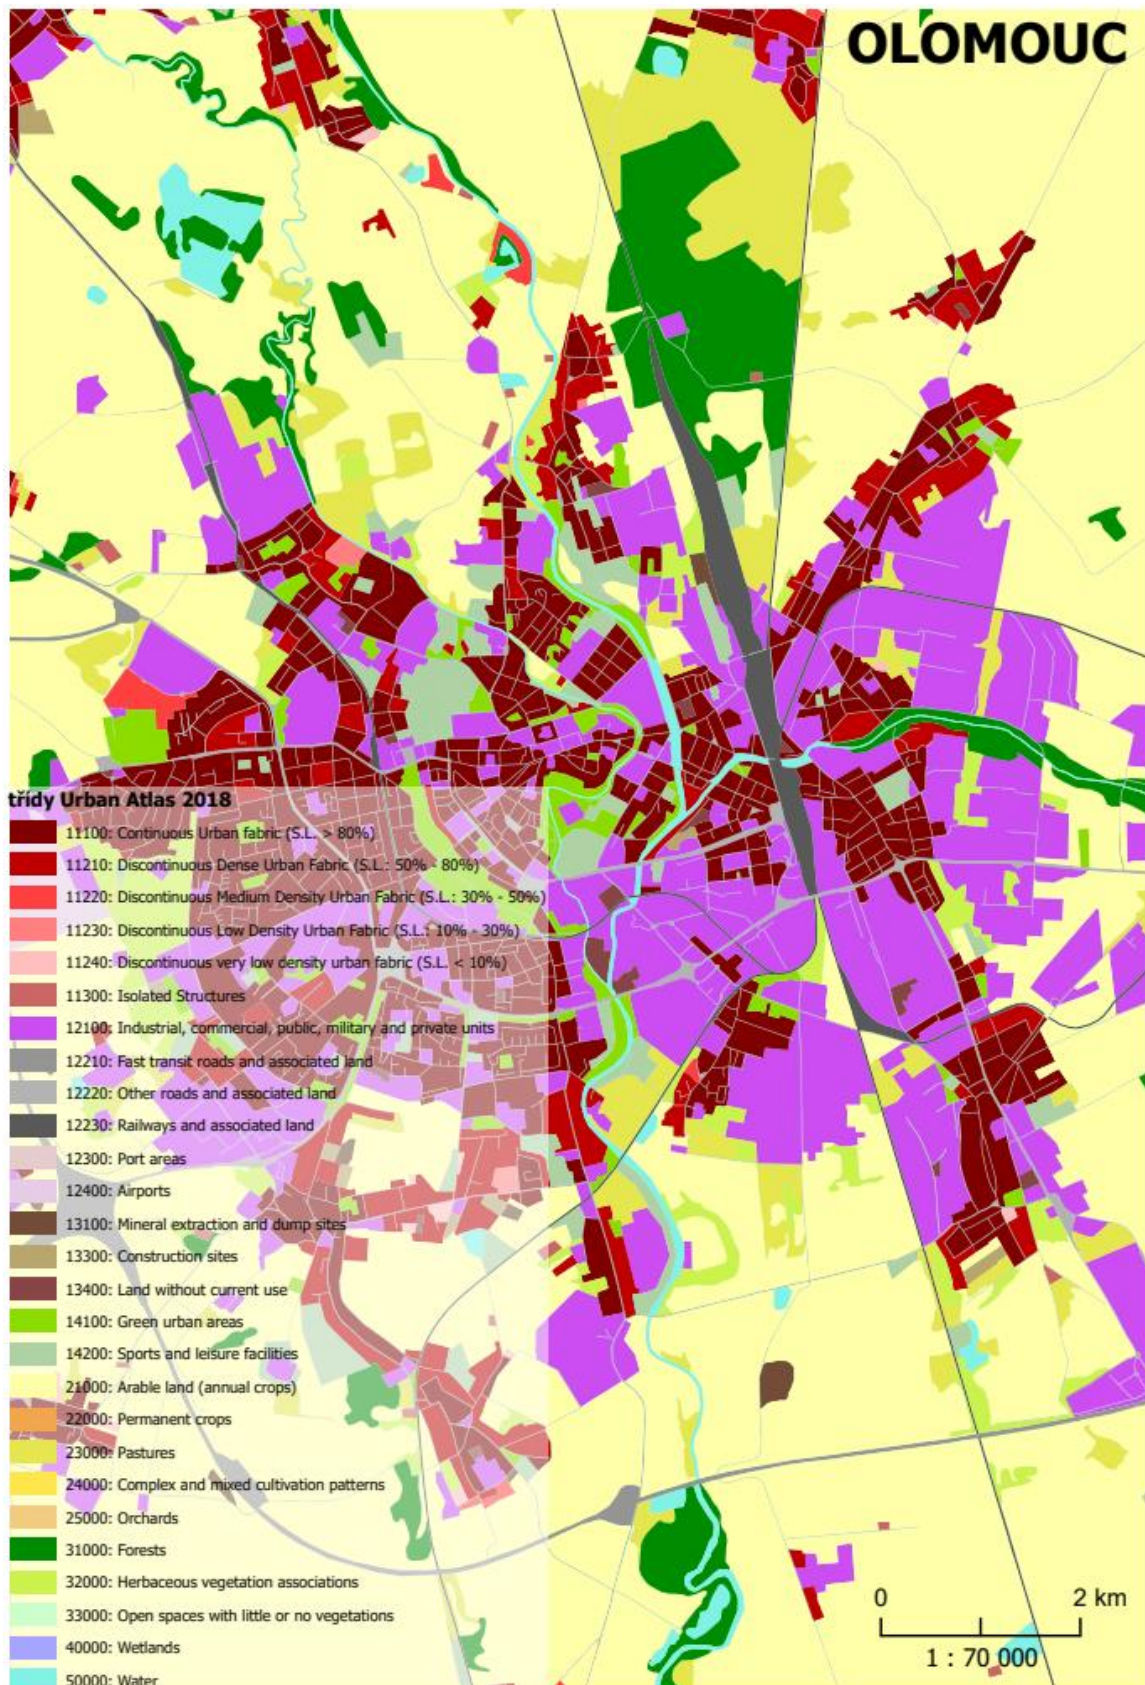 OLOMOUC
třídy Urban Atlas 2018
11100: Continuous Urban fabric (S.L. > 80%)
11210: Discontinuous Dense Urban Fabric (S.L.: 50% - 80%)
11220: Discontinuous Medium Density Urban Fabric (S.L.: 30% - 50%)
11230: Discontinuous Low Density Urban Fabric (S.L.: 10% - 30%)
11240: Discontinuous very low density urban fabric (S.L. < 10%)
11300: Isolated Structures
12100: Industrial, commercial, public, military and private units
12210: Fast transit roads and associated land
12220: Other roads and associated land
12230: Railways and associated land
12300: Port areas
12400: Airports
13100: Mineral extraction and dump sites
13300: Construction sites
13400: Land without current use
14100: Green urban areas
14200: Sports and leisure facilities
21000: Arable land (annual crops)
22000: Permanent crops
23000: Pastures
24000: Complex and mixed cultivation patterns
25000: Orchards
31000: Forests
32000: Herbaceous vegetation associations
33000: Open spaces with little or no vegetations
40000: Wetlands
50000: Water
0 2 km
1 : 70 000